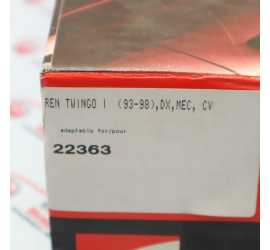 REN TWINGO I (93-98),DX,MEC, CV
adaptable for/pour
22363